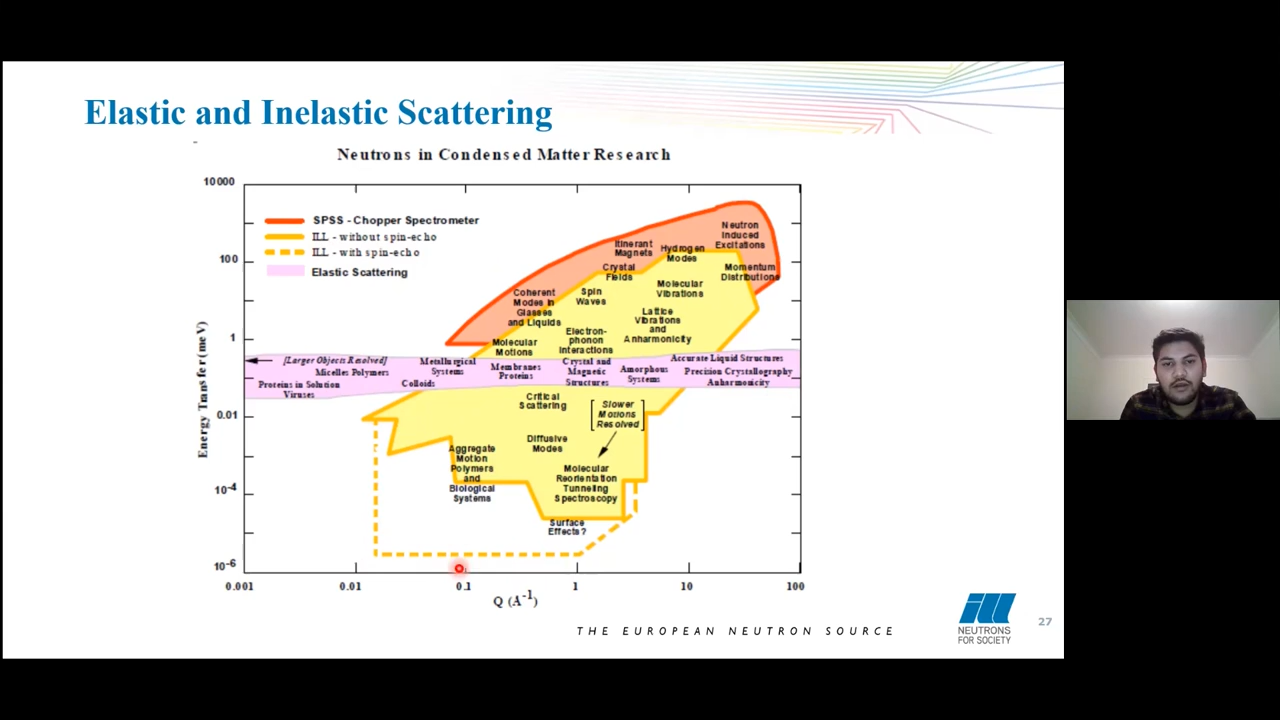 Elastic and Inelastic Scattering
Neutrons in Condensed Matter Research
10000
100
1
0.01
10-4
10-6
Energy Transfer (meV)
SPSS - Chopper Spectrometer
ILL - without spin-echo
ILL - with spin-echo
Elastic Scattering
Neutron
Induced
Excitations
Itinerant
Magnets
Hydrogen
Modes
Crystal
Fields
Momentum
Distributions
Coherent
Modes in
Glasses
and Liquids
Spin
Waves
Molecular
Vibrations
Lattice
Vibrations
and
Anharmonicity
Electron-
phonon
Interactions
Molecular
Motions
[Larger Objects Resolved]
Micelles Polymers
Proteins in Solution
Viruses
Metallurgical
Systems
Colloids
Membranes
Proteins
Crystal and
Magnetic
Structures
Amorphous
Systems
Accurate Liquid Structures
Precision Crystallography
Anharmonicity
Critical
Scattering
[Slower
Motions
Resolved]
Diffusive
Modes
Aggregate
Motion
Polymers
and
Biological
Systems
Molecular
Reorientation
Tunneling
Spectroscopy
Surface
Effects?
0.001 0.01 0.1 1 10 100
Q (A-1)
THE EUROPEAN NEUTRON SOURCE
ill
NEUTRONS
FOR SOCIETY
27